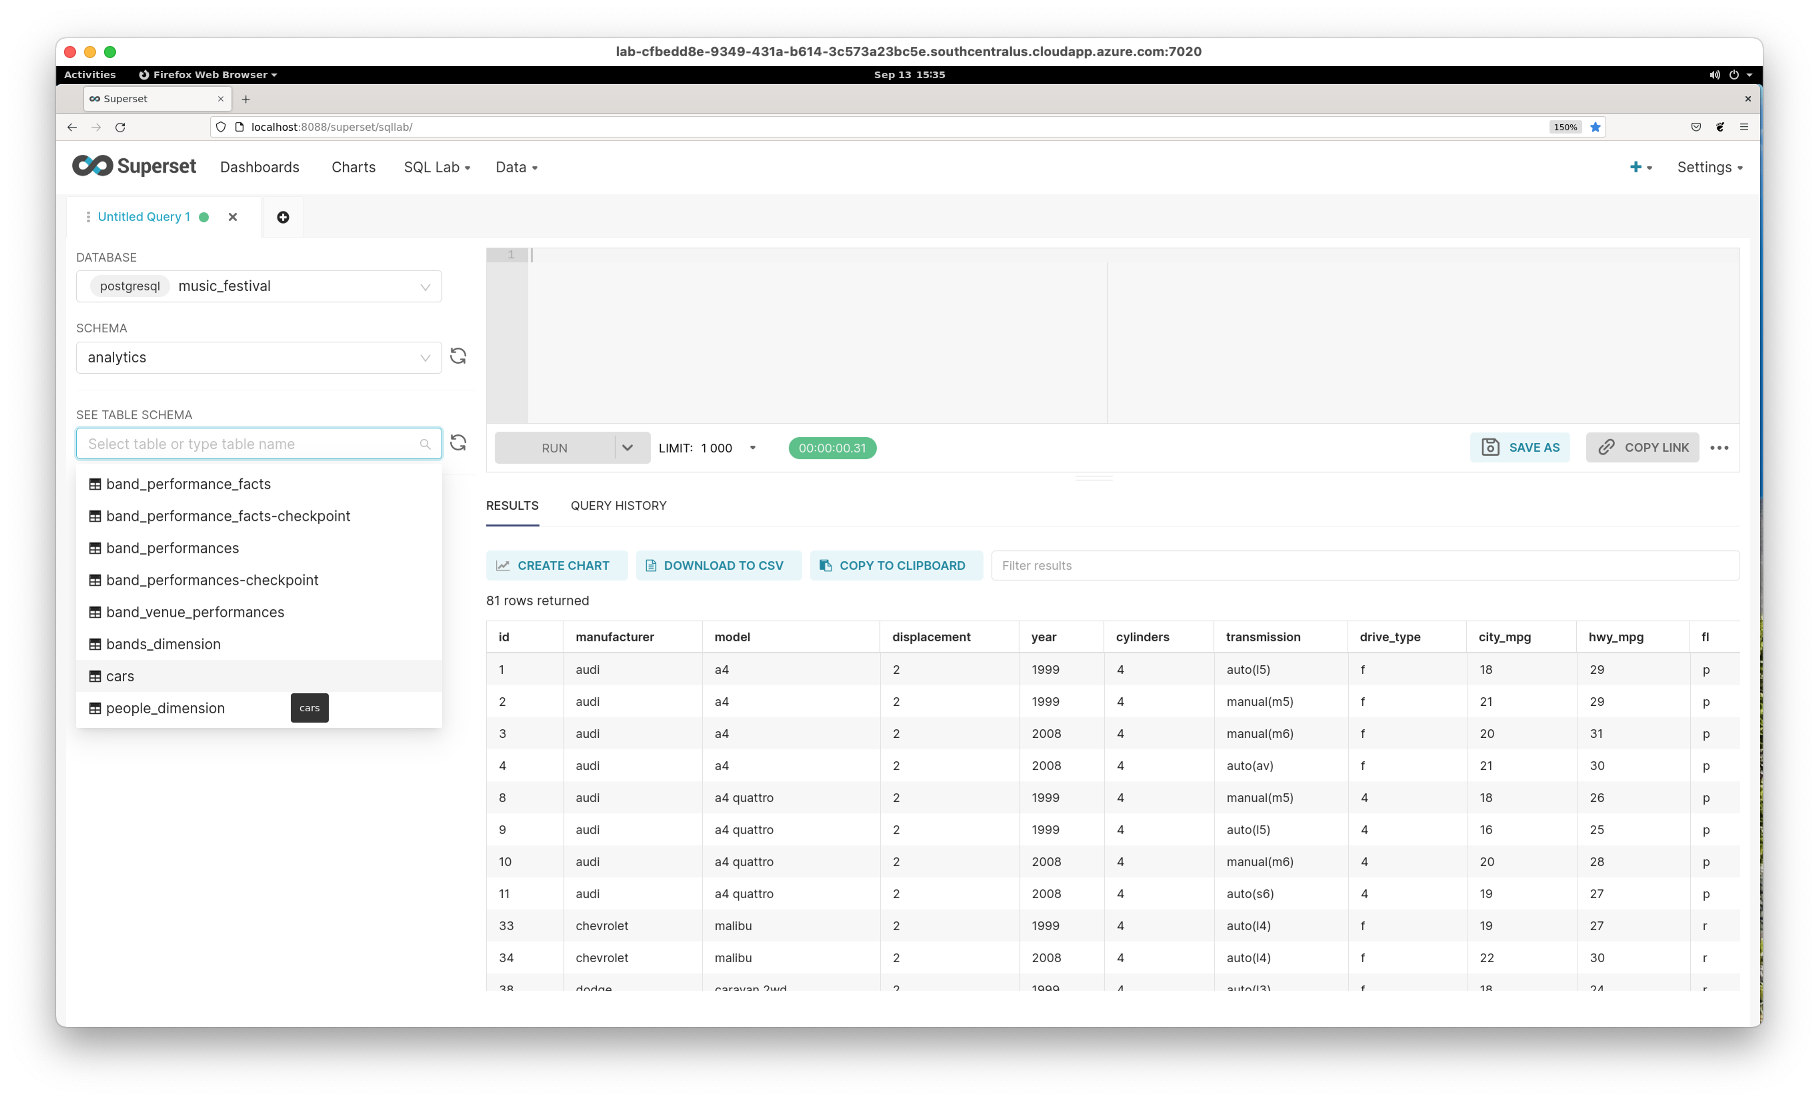 lab-cfbedd8e-9349-431a-b614-3c573a23bc5e.southcentralus.cloudapp.azure.com:7020
Activities Firefox Web Browser Sep 13 15:35
Superset
localhost:8088/superset/sqllab/ 150%
Superset Dashboards Charts SQL Lab Data Settings
Untitled Query 1
DATABASE
postgresql music_festival
SCHEMA
analytics
SEE TABLE SCHEMA
Select table or type table name
band_performance_facts
band_performance_facts-checkpoint
band_performances
band_performances-checkpoint
band_venue_performances
bands_dimension
cars
people_dimension
cars
1
RUN LIMIT: 1 000 00:00:00.31 SAVE AS COPY LINK
RESULTS QUERY HISTORY
CREATE CHART DOWNLOAD TO CSV COPY TO CLIPBOARD Filter results
81 rows returned
id manufacturer model displacement year cylinders transmission drive_type city_mpg hwy_mpg fl
1 audi a4 2 1999 4 auto(l5) f 18 29 p
2 audi a4 2 1999 4 manual(m5) f 21 29 p
3 audi a4 2 2008 4 manual(m6) f 20 31 p
4 audi a4 2 2008 4 auto(av) f 21 30 p
8 audi a4 quattro 2 1999 4 manual(m5) 4 18 26 p
9 audi a4 quattro 2 1999 4 auto(l5) 4 16 25 p
10 audi a4 quattro 2 2008 4 manual(m6) 4 20 28 p
11 audi a4 quattro 2 2008 4 auto(s6) 4 19 27 p
33 chevrolet malibu 2 1999 4 auto(l4) f 19 27 r
34 chevrolet malibu 2 2008 4 auto(l4) f 22 30 r
38 dodge caravan 2wd 2 1999 4 auto(l3) f 18 24 r